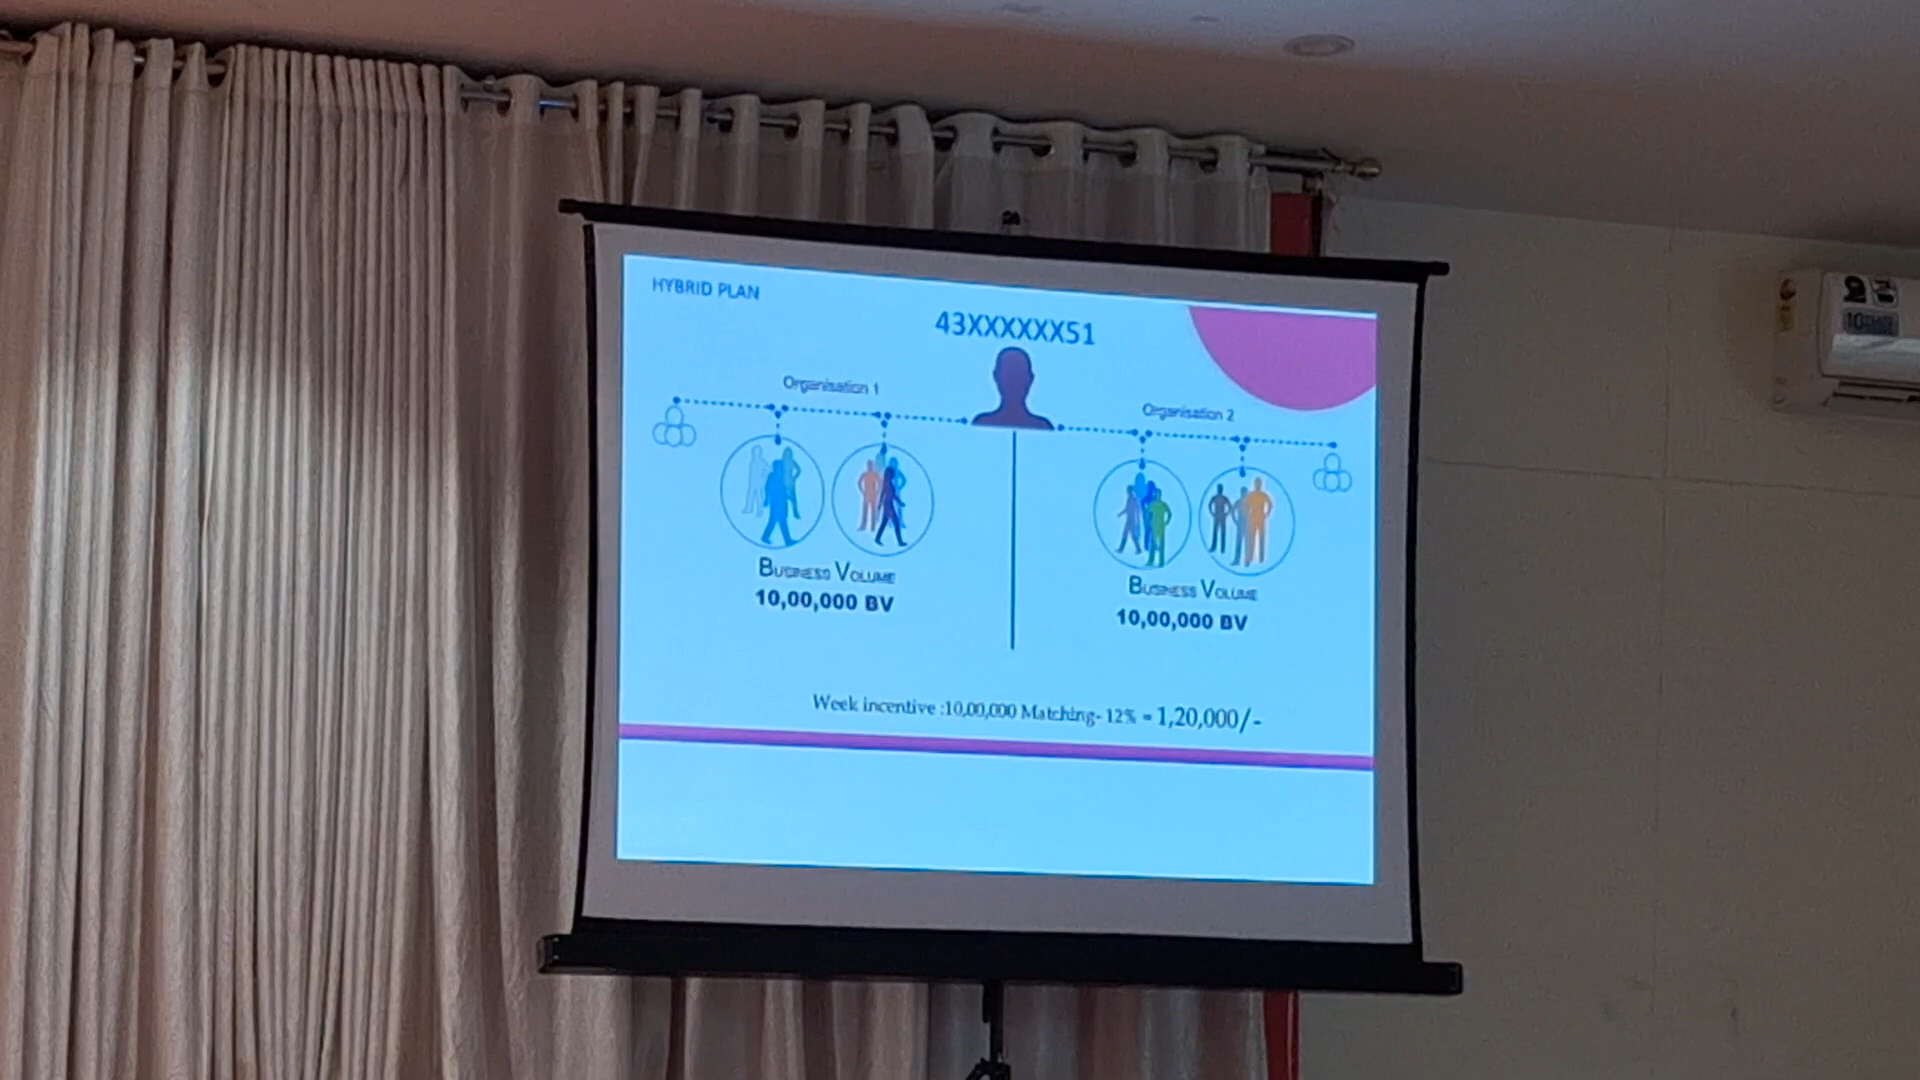 HYBRID PLAN
43XXXXXX51
Organisation 1
Organisation 2
BUSINESS VOLUME
10,00,000 BV
BUSINESS VOLUME
10,00,000 BV
Week incentive :10,00,000 Matching- 12% = 1,20,000/-
10